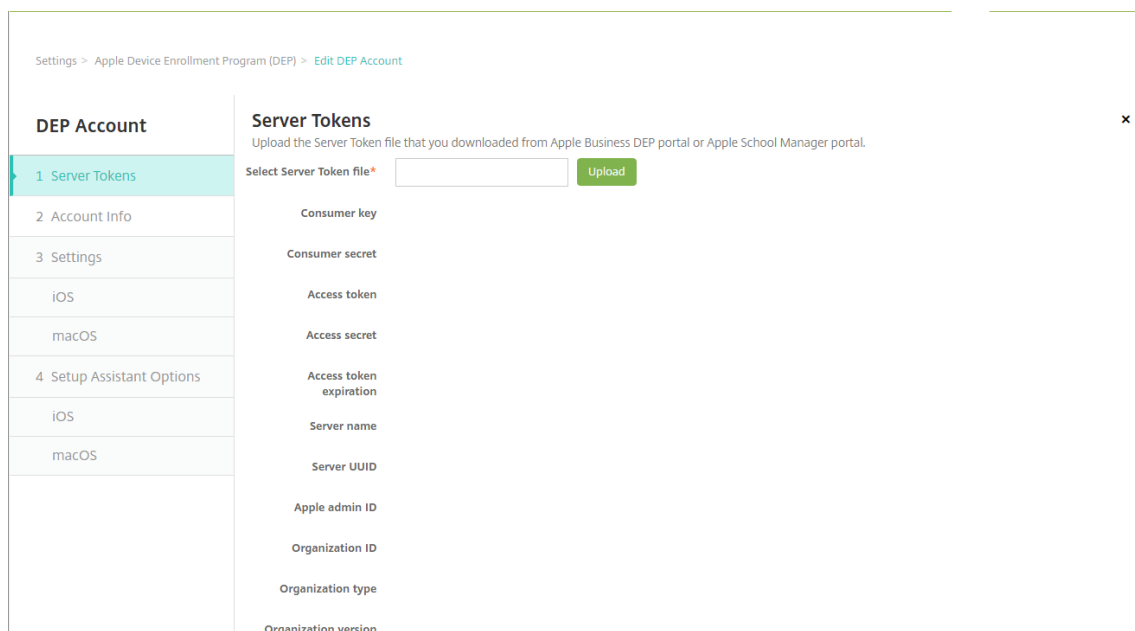 Settings > Apple Device Enrollment Program (DEP) > Edit DEP Account
DEP Account
1 Server Tokens
2 Account Info
3 Settings
iOS
macOS
4 Setup Assistant Options
iOS
macOS
Server Tokens
×
Upload the Server Token file that you downloaded from Apple Business DEP portal or Apple School Manager portal.
Select Server Token file*
Upload
Consumer key
Consumer secret
Access token
Access secret
Access token
expiration
Server name
Server UUID
Apple admin ID
Organization ID
Organization type
Organization version